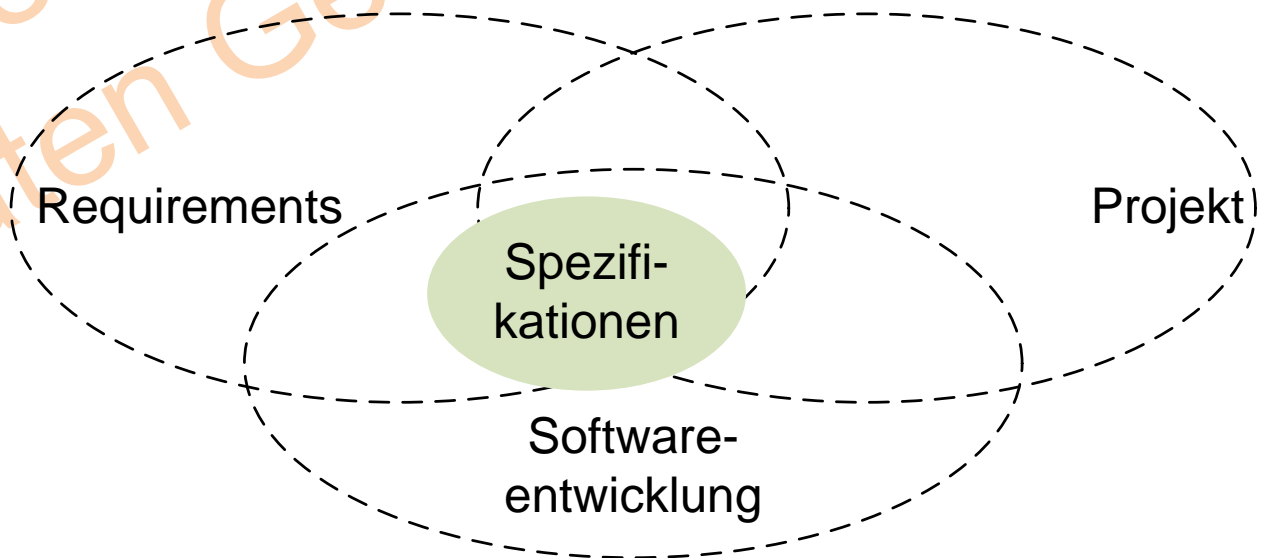 Requirements
Projekt
Spezifi-
kationen
Software-
entwicklung